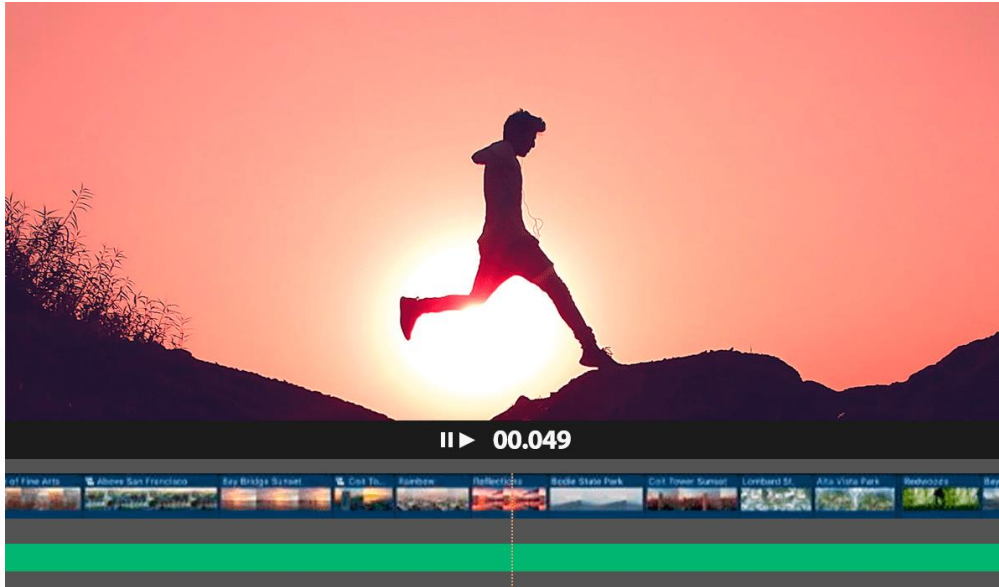 00.049
of Fine Arts
Above San Francisco
Bay Bridge Sunset
Coit To...
Rainbow
Reflections
Bodie State Park
Coit Tower Sunset
Lombard St.
Alta Vista Park
Redwoods
Bay